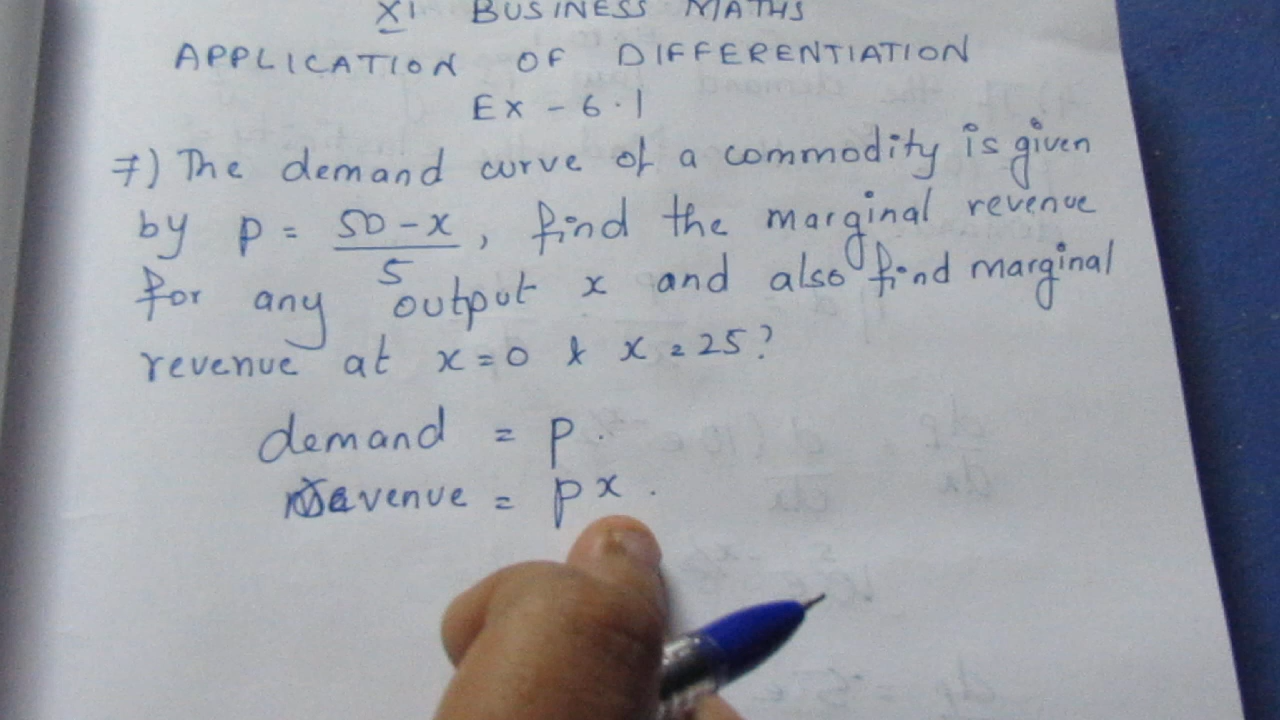 XI BUSINESS MATHS
APPLICATION OF DIFFERENTIATION
EX - 6.1
7) The demand curve of a commodity is given
by p = 50 - x / 5, find the marginal revenue
for any output x and also find marginal
revenue at x = 0 & x = 25?
demand = p.
Revenue = px.